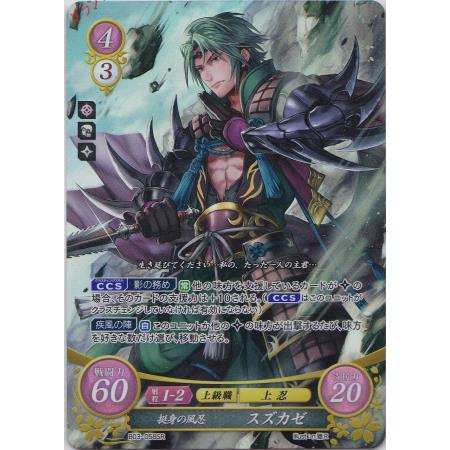 4
3
生き延びてください 私の、たった一人の主君…
CCS 影の務め 常 他の味方を支援しているカードが
の場合、そのカードの支援力は+10される。(CCS はこのユニットが
クラスチェンジしていなければ有効にならない)
疾風の陣 自 このユニットか他の の味方が出撃するたび、味方
を好きな数だけ選び、移動させる。
戦闘力
60
射程 1-2
上級職
上忍
支援力
20
挺身の風忍 スズカゼ
B03-058SR